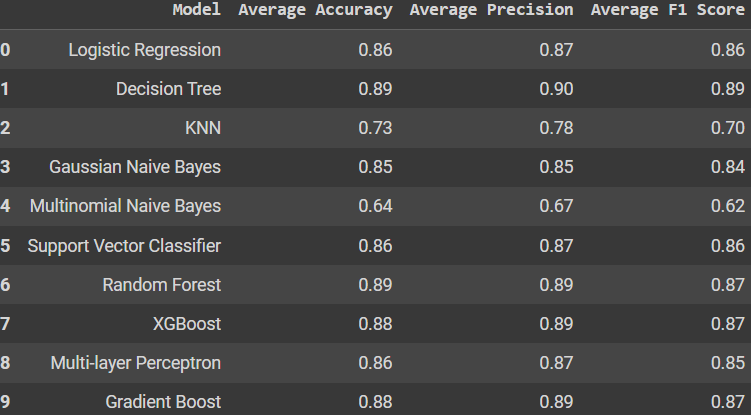 Model Average Accuracy Average Precision Average F1 Score
0 Logistic Regression 0.86 0.87 0.86
1 Decision Tree 0.89 0.90 0.89
2 KNN 0.73 0.78 0.70
3 Gaussian Naive Bayes 0.85 0.85 0.84
4 Multinomial Naive Bayes 0.64 0.67 0.62
5 Support Vector Classifier 0.86 0.87 0.86
6 Random Forest 0.89 0.89 0.87
7 XGBoost 0.88 0.89 0.87
8 Multi-layer Perceptron 0.86 0.87 0.85
9 Gradient Boost 0.88 0.89 0.87